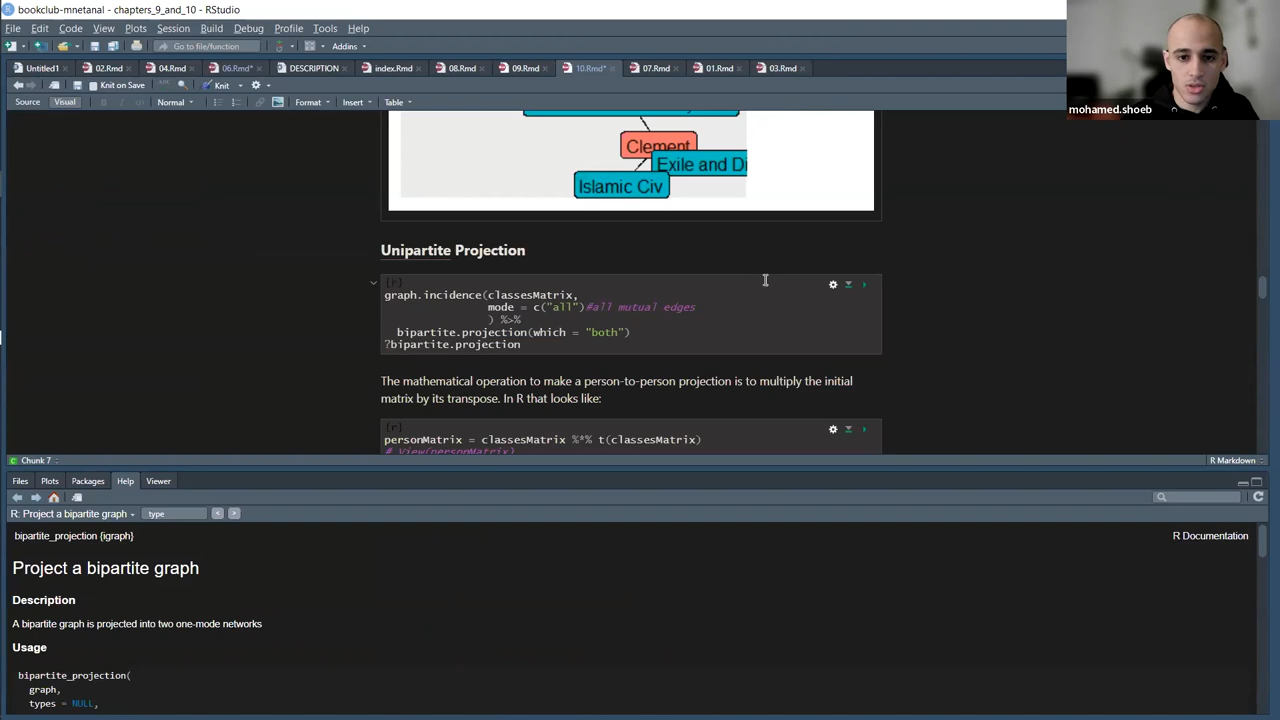 bookclub-mnetanal - chapters_9_and_10 - RStudio
File Edit Code View Plots Session Build Debug Profile Tools Help
Go to file/function Addins
Untitled1 02.Rmd 04.Rmd 06.Rmd* DESCRIPTION index.Rmd 08.Rmd 09.Rmd 10.Rmd* 07.Rmd 01.Rmd 03.Rmd
Knit on Save Knit
Source Visual B I Normal Format Insert Table
mohamed.shoeb
Clement
Exile and Di
Islamic Civ
Unipartite Projection
{r}
graph.incidence(classesMatrix,
mode = c("all")#all mutual edges
) %>%
bipartite.projection(which = "both")
?bipartite.projection
The mathematical operation to make a person-to-person projection is to multiply the initial
matrix by its transpose. In R that looks like:
{r}
personMatrix = classesMatrix %*% t(classesMatrix)
# View(personMatrix)
Chunk 7 R Markdown
Files Plots Packages Help Viewer
R: Project a bipartite graph type
bipartite_projection {igraph} R Documentation
Project a bipartite graph
Description
A bipartite graph is projected into two one-mode networks
Usage
bipartite_projection(
graph,
types = NULL,